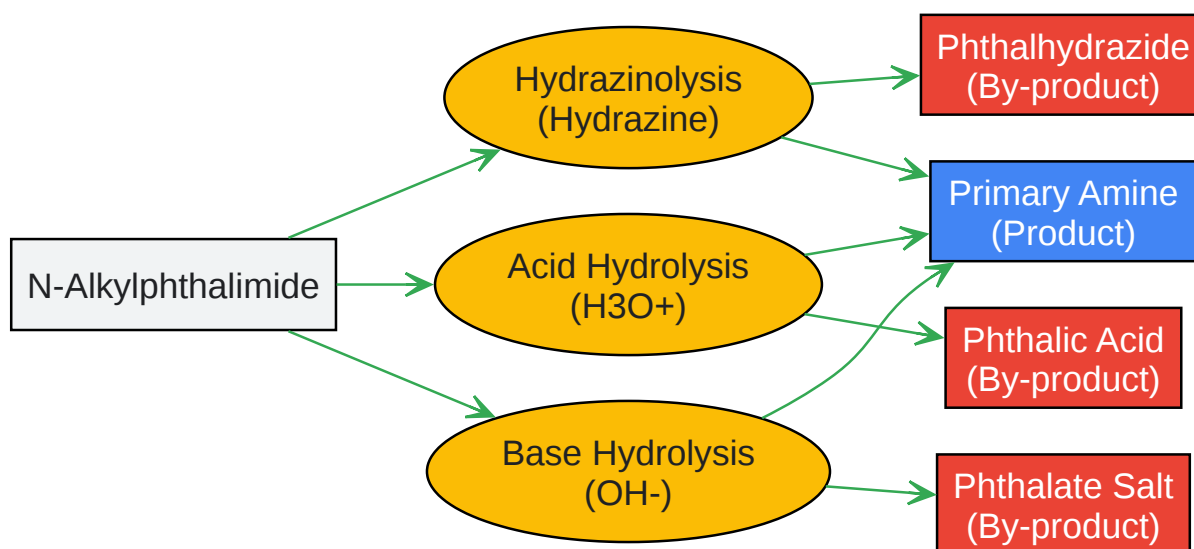 N-Alkylphthalimide
Hydrazinolysis
(Hydrazine)
Acid Hydrolysis
(H3O+)
Base Hydrolysis
(OH-)
Phthalhydrazide
(By-product)
Primary Amine
(Product)
Phthalic Acid
(By-product)
Phthalate Salt
(By-product)